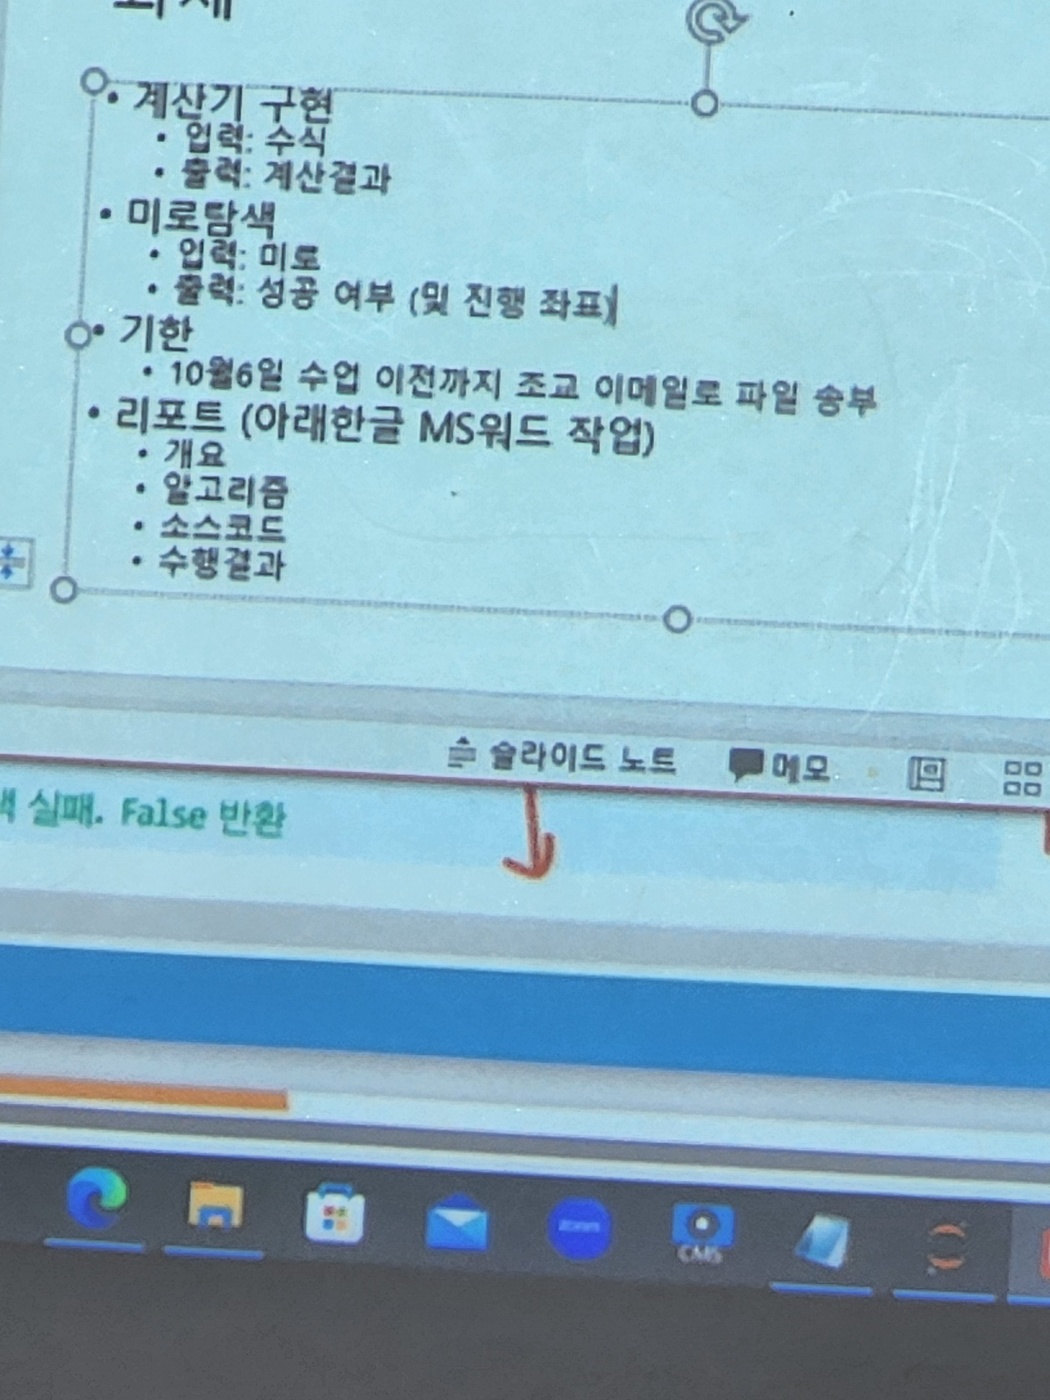 과제
• 계산기 구현
• 입력: 수식
• 출력: 계산결과
• 미로탐색
• 입력: 미로
• 출력: 성공 여부 (및 진행 좌표)
• 기한
• 10월6일 수업 이전까지 조교 이메일로 파일 송부
• 리포트 (아래한글 MS워드 작업)
• 개요
• 알고리즘
• 소스코드
• 수행결과
슬라이드 노트 메모
실패. False 반환
zoom
CMS